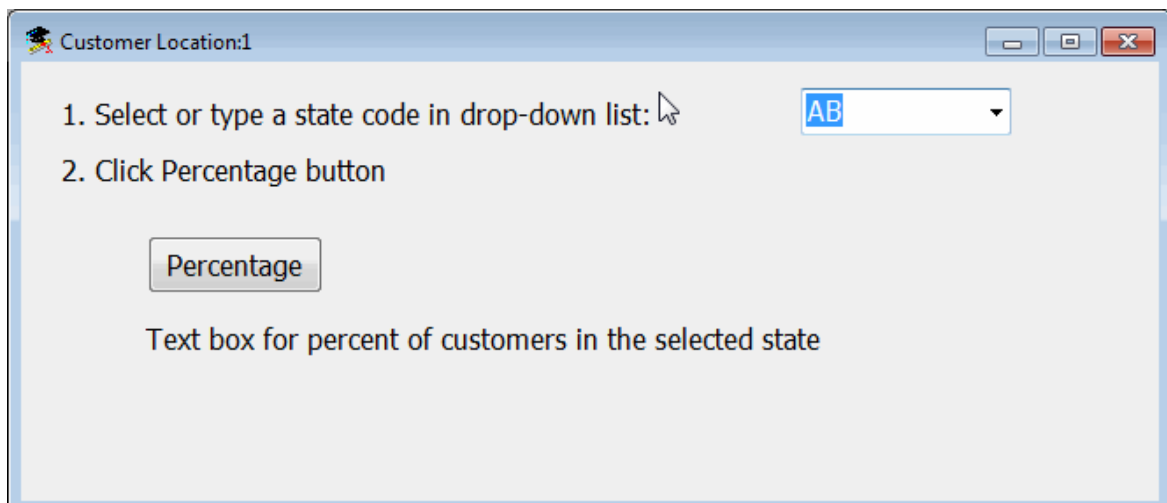 Customer Location:1
1. Select or type a state code in drop-down list:
AB
2. Click Percentage button
Percentage
Text box for percent of customers in the selected state